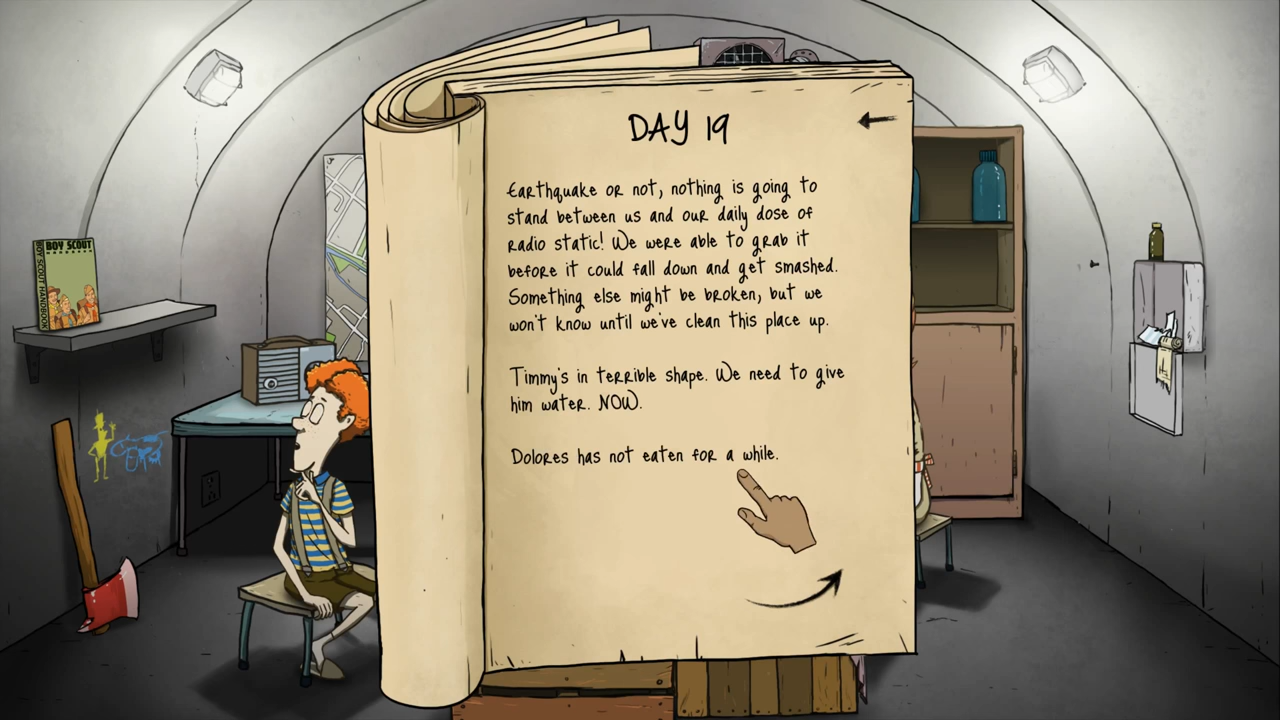 DAY 19
Earthquake or not, nothing is going to
stand between us and our daily dose of
radio static! We were able to grab it
before it could fall down and get smashed.
Something else might be broken, but we
won't know until we've clean this place up.
Timmy's in terrible shape. We need to give
him water. NOW.
Dolores has not eaten for a while.
BOY SCOUT
BOY SCOUT HANDBOOK